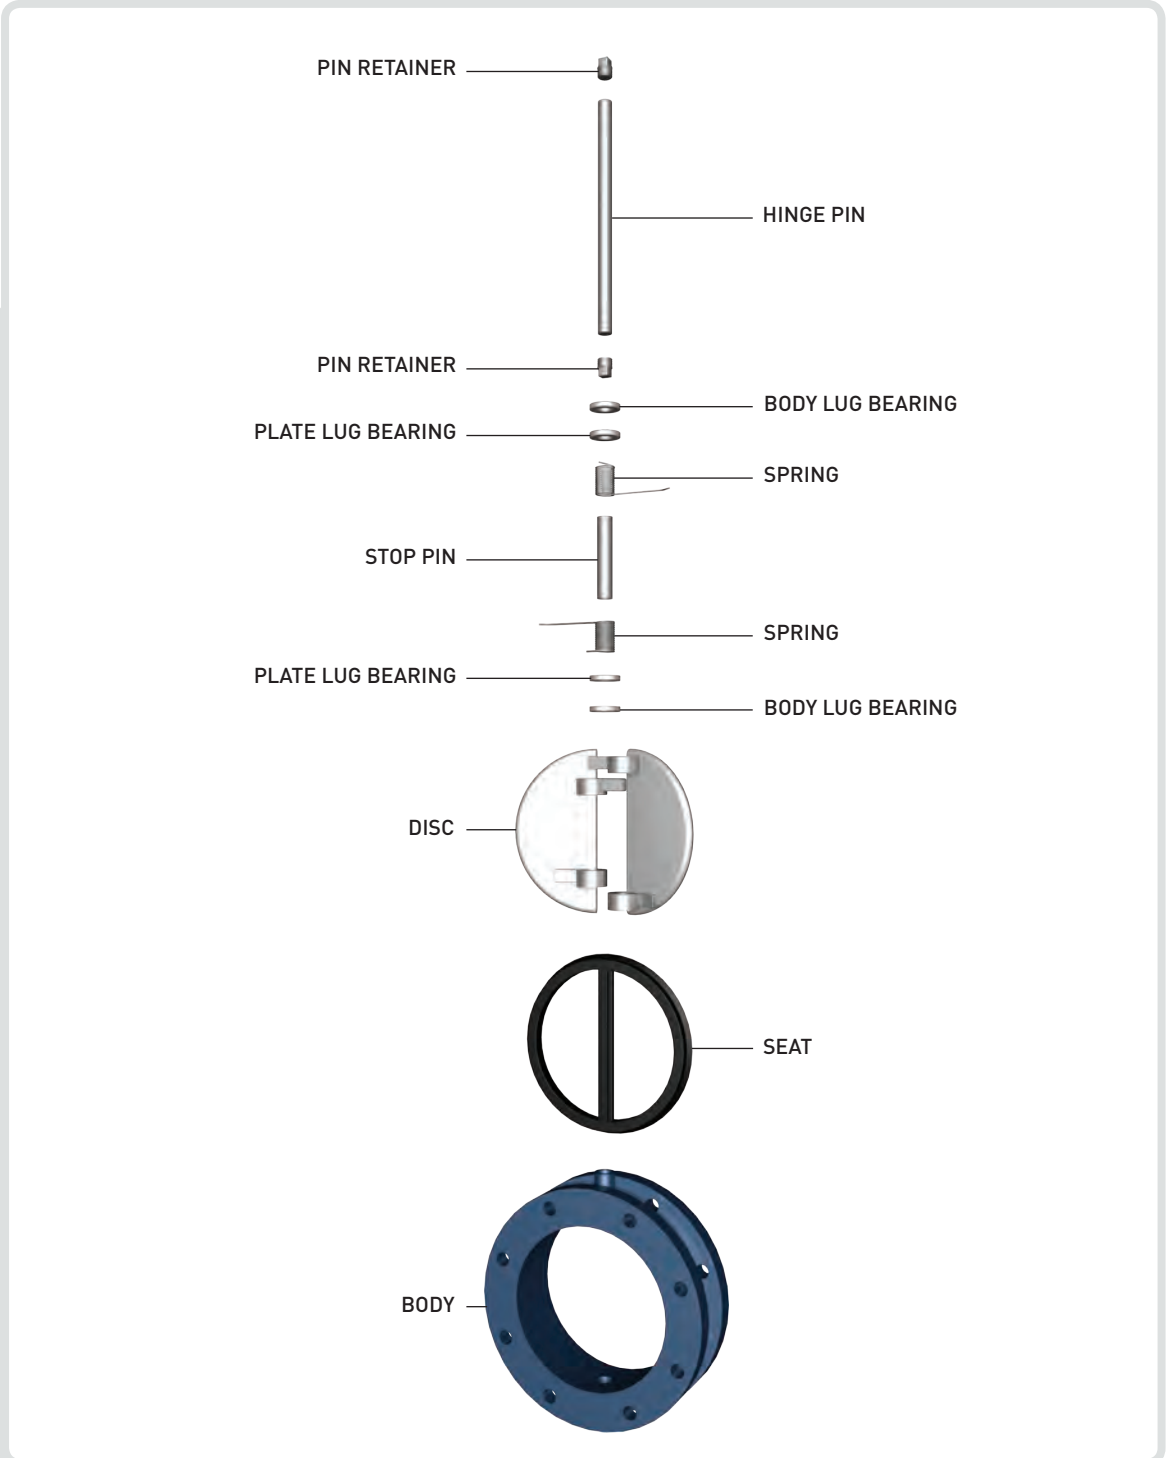 PIN RETAINER
HINGE PIN
PIN RETAINER
BODY LUG BEARING
PLATE LUG BEARING
SPRING
STOP PIN
SPRING
PLATE LUG BEARING
BODY LUG BEARING
DISC
SEAT
BODY